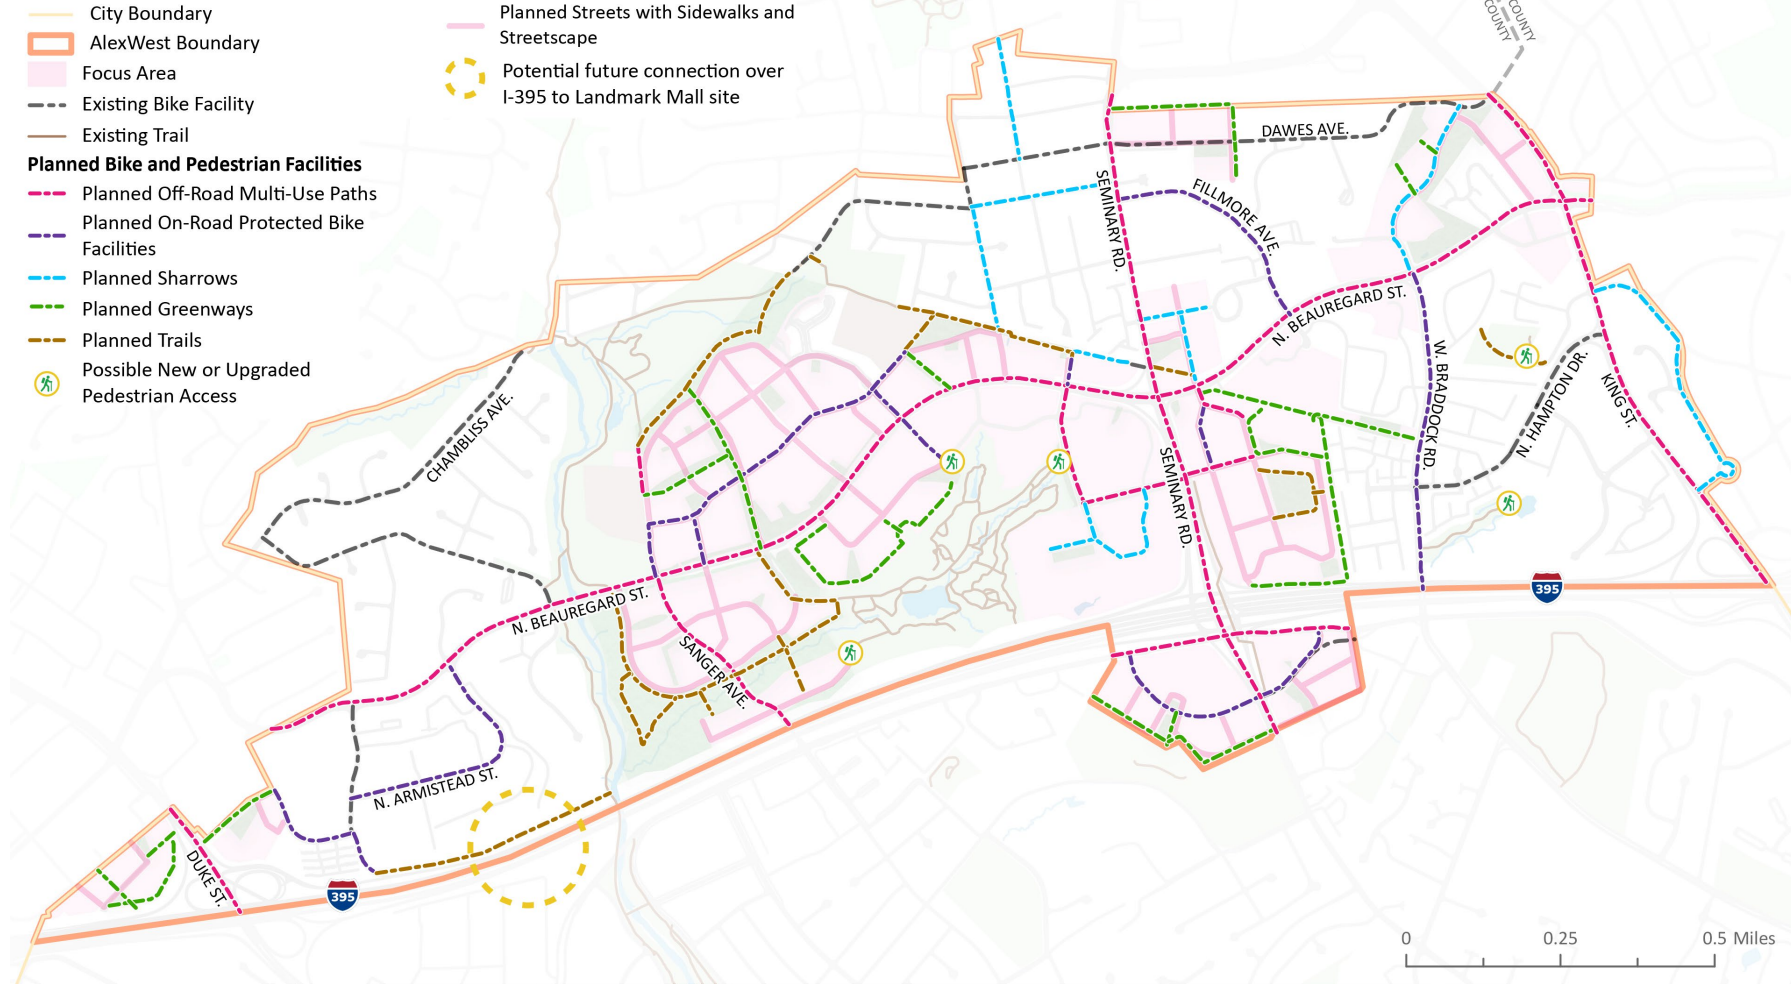 City Boundary
AlexWest Boundary
Focus Area
Existing Bike Facility
Existing Trail
Planned Bike and Pedestrian Facilities
Planned Off-Road Multi-Use Paths
Planned On-Road Protected Bike
Facilities
Planned Sharrows
Planned Greenways
Planned Trails
Possible New or Upgraded
Pedestrian Access
Planned Streets with Sidewalks and
Streetscape
Potential future connection over
I-395 to Landmark Mall site
COUNTY
COUNTY
DAWES AVE.
SEMINARY RD.
FILLMORE AVE.
N. BEAUREGARD ST.
W. BRADDOCK RD.
N. HAMPTON DR.
KING ST.
CHAMBLISS AVE.
SEMINARY RD.
N. BEAUREGARD ST.
SANGER AVE.
395
N. ARMISTEAD ST.
DUKE ST.
395
0 0.25 0.5 Miles